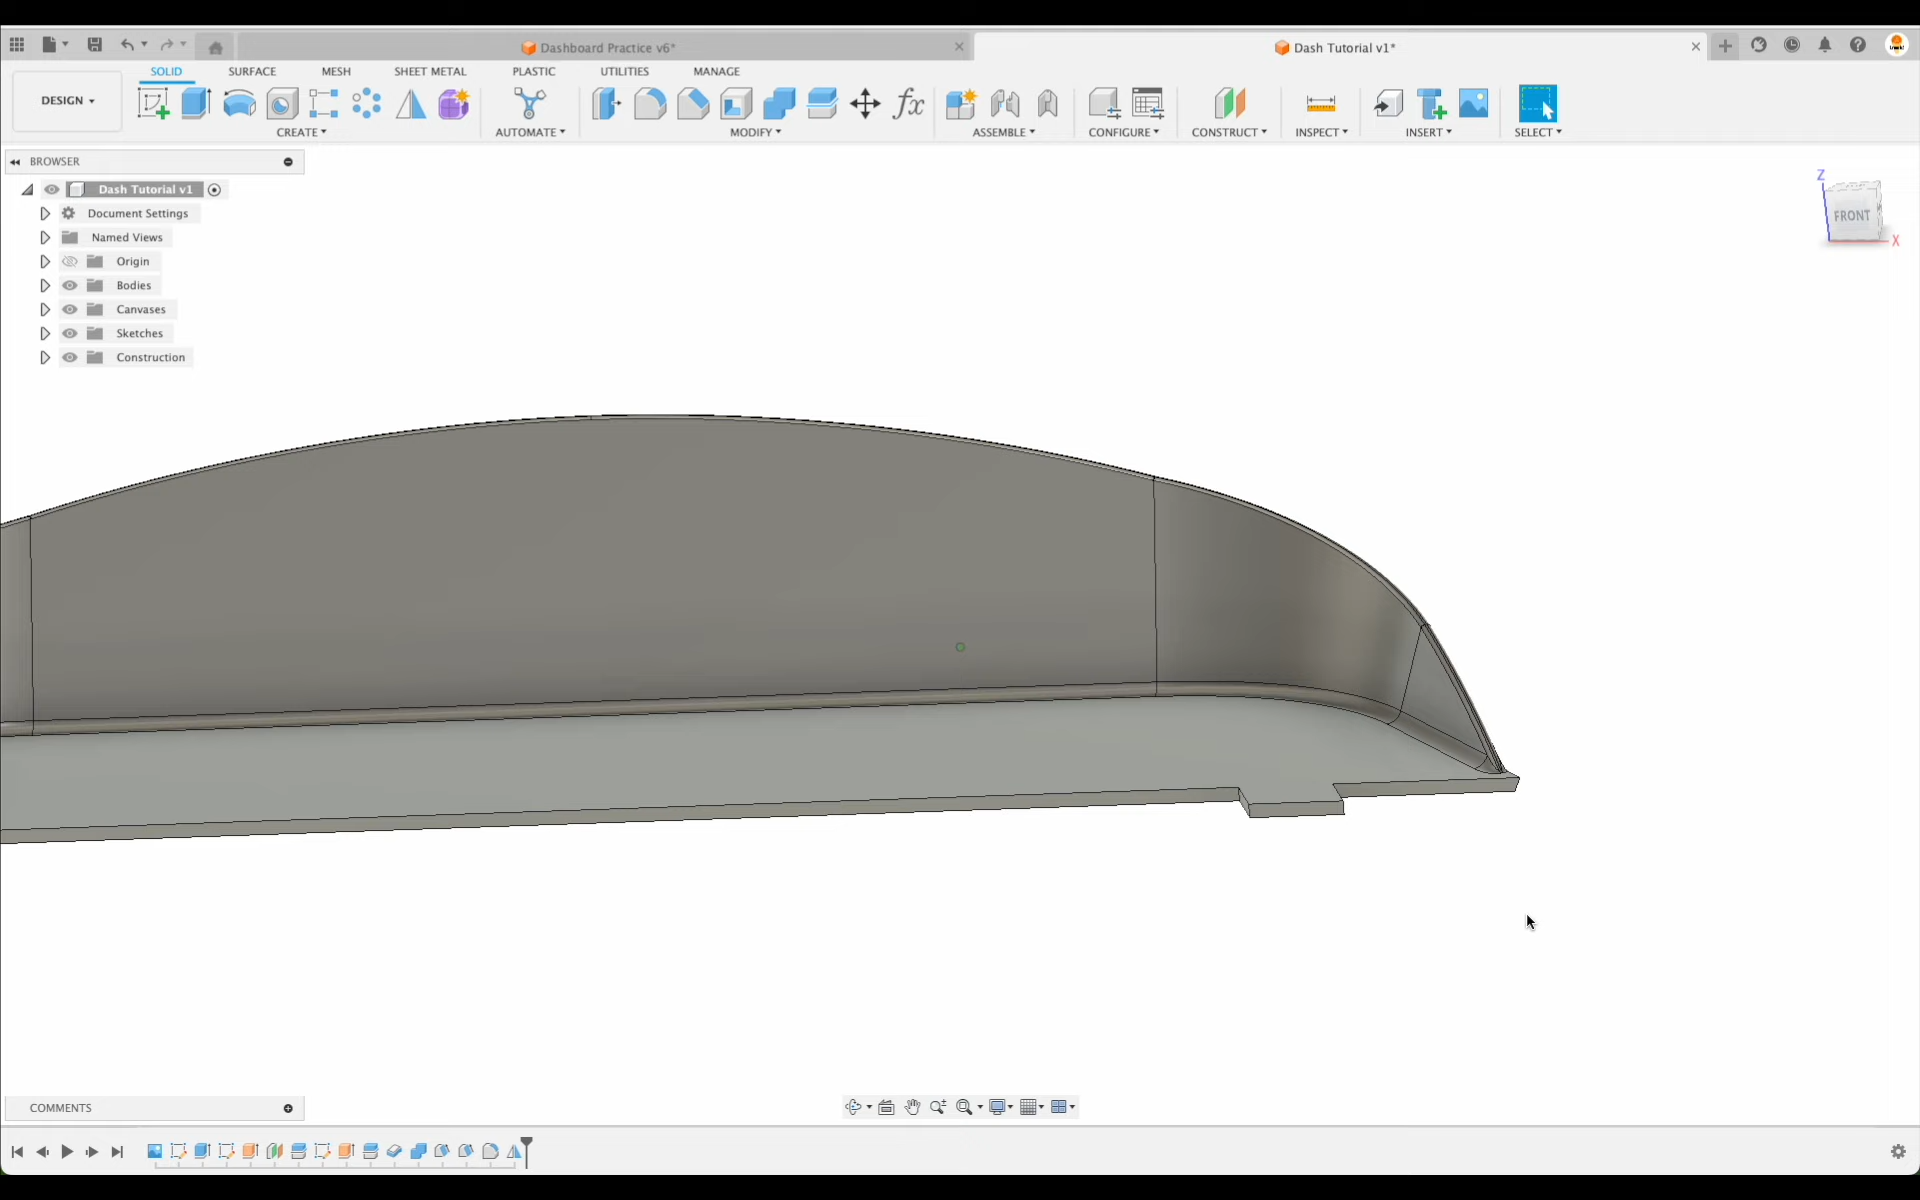 Dashboard Practice v6*
Dash Tutorial v1*
DESIGN
SOLID SURFACE MESH SHEET METAL PLASTIC UTILITIES MANAGE
fx
CREATE AUTOMATE MODIFY ASSEMBLE CONFIGURE CONSTRUCT INSPECT INSERT SELECT
BROWSER
Dash Tutorial v1
Document Settings
Named Views
Origin
Bodies
Canvases
Sketches
Construction
Z
FRONT
X
COMMENTS